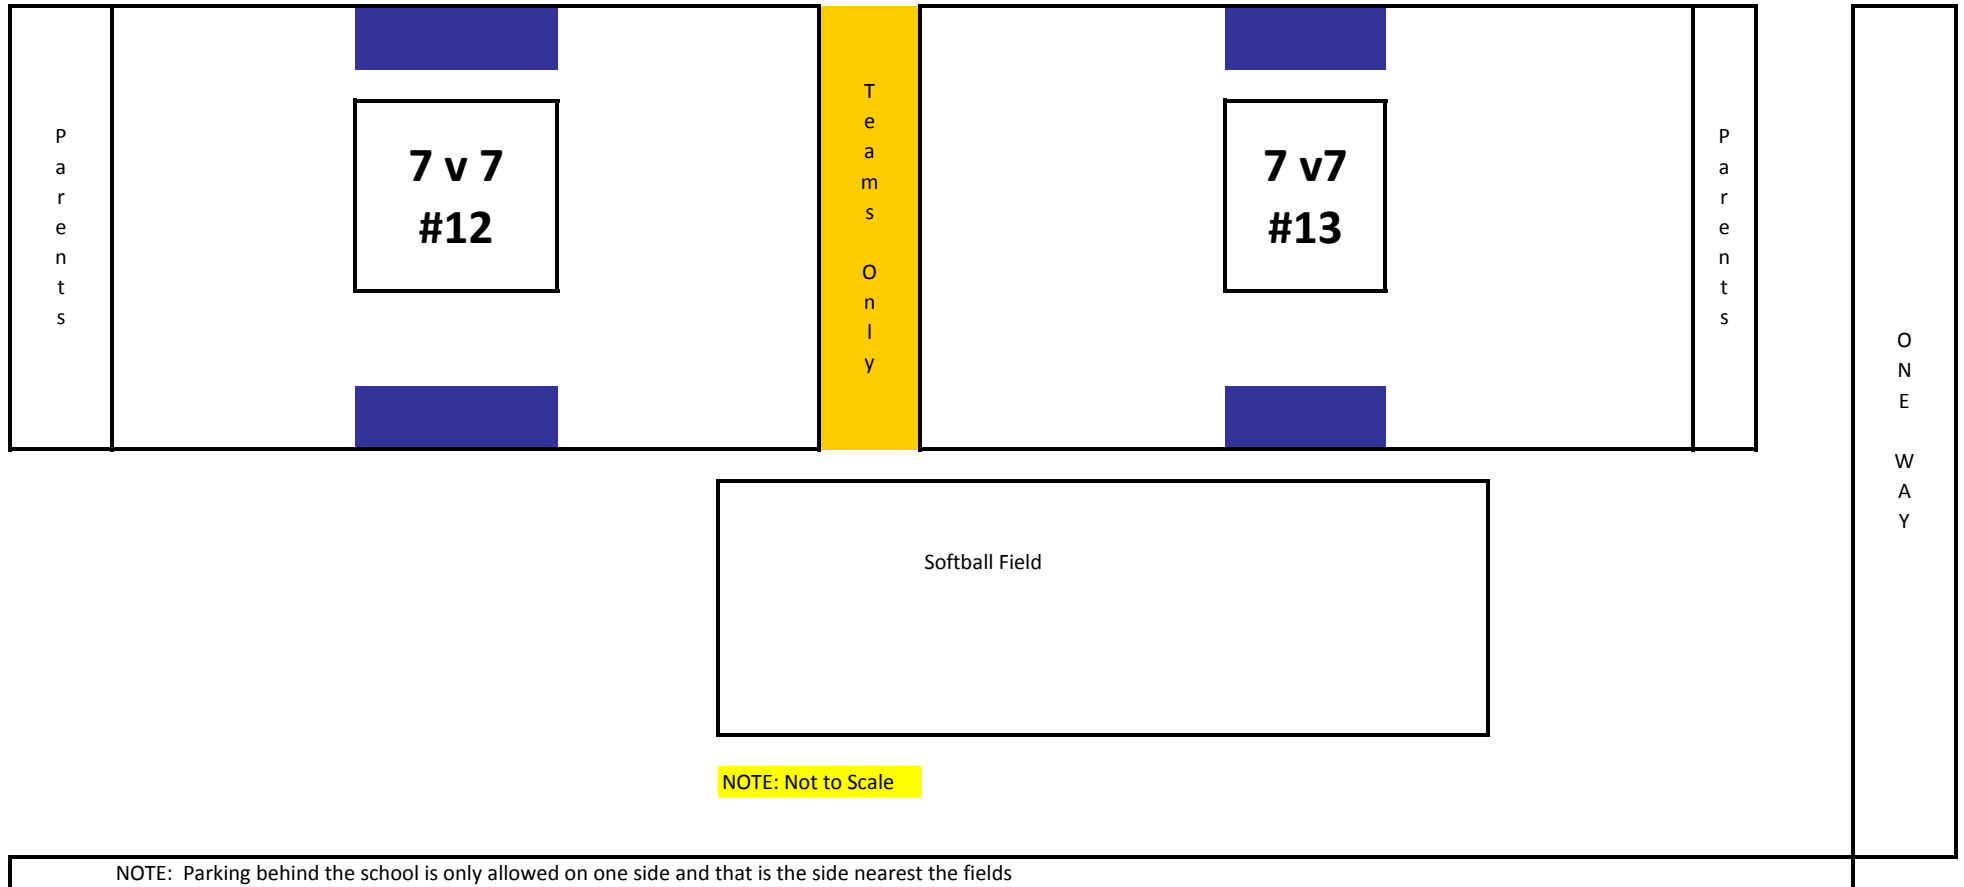 Parents
7 v 7
#12
Teams Only
7 v7
#13
Parents
ONE WAY
Softball Field
NOTE: Not to Scale
NOTE:  Parking behind the school is only allowed on one side and that is the side nearest the fields